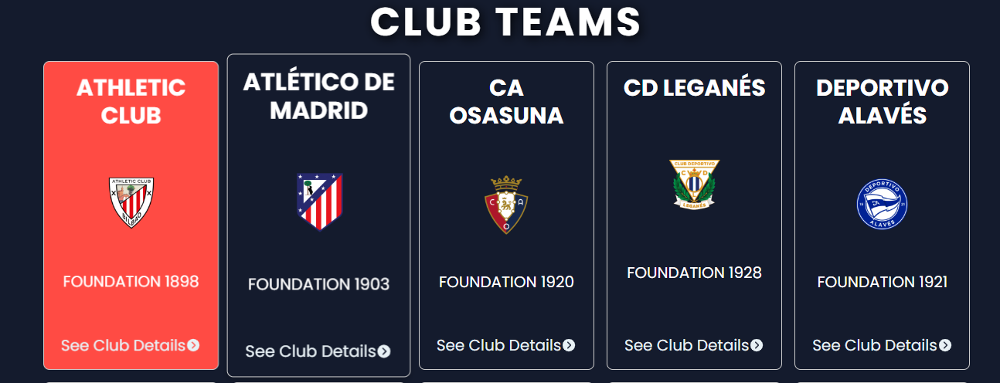 CLUB TEAMS
ATHLETIC
CLUB
ATHLETIC CLUB
BILBAO
FOUNDATION 1898
See Club Details
ATLÉTICO DE
MADRID
FOUNDATION 1903
See Club Details
CA
OSASUNA
C A
O
FOUNDATION 1920
See Club Details
CD LEGANÉS
CLUB DEPORTIVO
C D
LEGANÉS
FOUNDATION 1928
See Club Details
DEPORTIVO
ALAVÉS
DEPORTIVO
19 21
ALAVÉS
FOUNDATION 1921
See Club Details